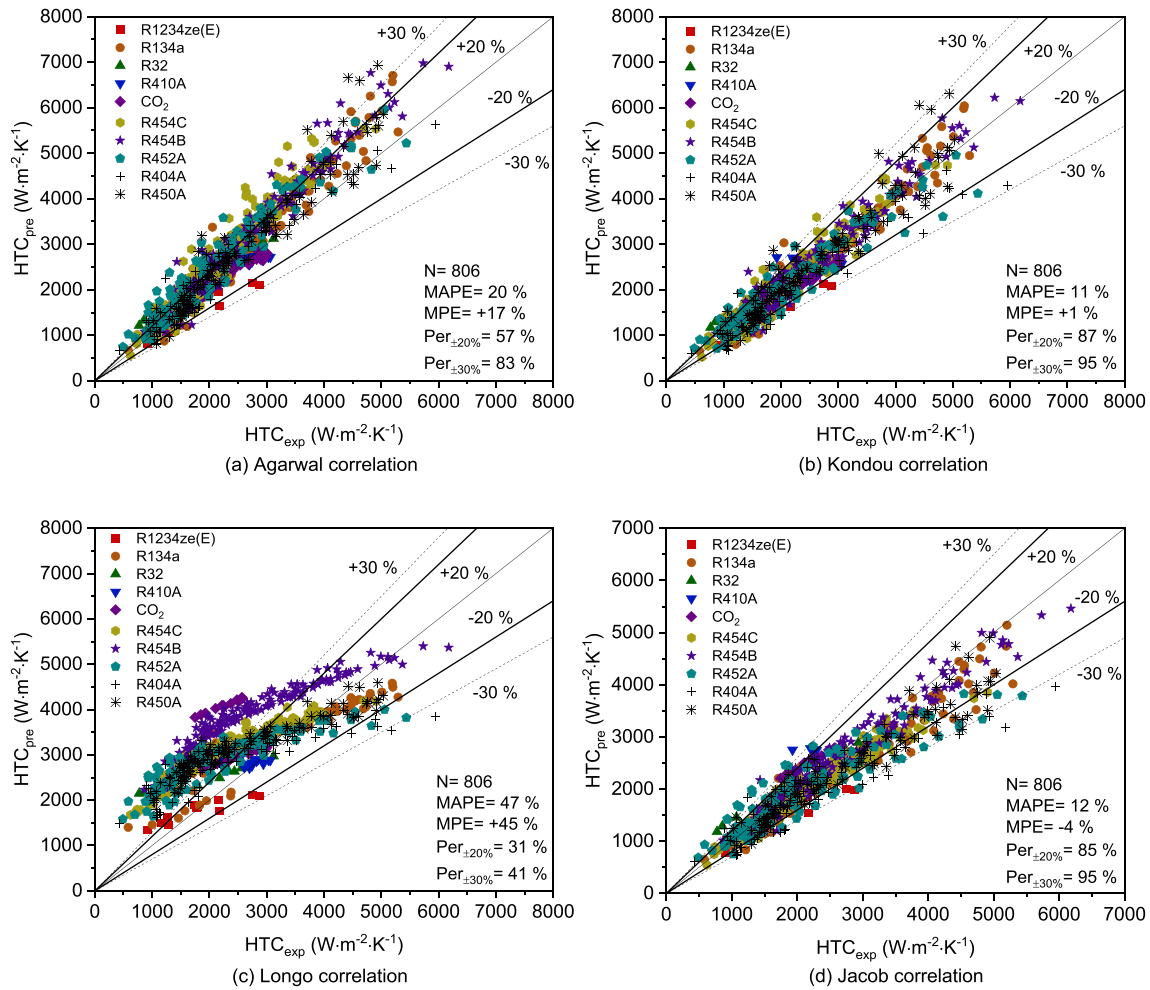 8000
7000
6000
5000
4000
3000
2000
1000
0
HTCpre (W·m-2·K-1)
R1234ze(E)
R134a
R32
R410A
CO2
R454C
R454B
R452A
R404A
R450A
+30 %
+20 %
-20 %
-30 %
N= 806
MAPE= 20 %
MPE= +17 %
Per±20%= 57 %
Per±30%= 83 %
0 1000 2000 3000 4000 5000 6000 7000 8000
HTCexp (W·m-2·K-1)
(a) Agarwal correlation
8000
7000
6000
5000
4000
3000
2000
1000
0
HTCpre (W·m-2·K-1)
R1234ze(E)
R134a
R32
R410A
CO2
R454C
R454B
R452A
R404A
R450A
+30 %
+20 %
-20 %
-30 %
N= 806
MAPE= 11 %
MPE= +1 %
Per±20%= 87 %
Per±30%= 95 %
0 1000 2000 3000 4000 5000 6000 7000 8000
HTCexp (W·m-2·K-1)
(b) Kondou correlation
8000
7000
6000
5000
4000
3000
2000
1000
0
HTCpre (W·m-2·K-1)
R1234ze(E)
R134a
R32
R410A
CO2
R454C
R454B
R452A
R404A
R450A
+30 %
+20 %
-20 %
-30 %
N= 806
MAPE= 47 %
MPE= +45 %
Per±20%= 31 %
Per±30%= 41 %
0 1000 2000 3000 4000 5000 6000 7000 8000
HTCexp (W·m-2·K-1)
(c) Longo correlation
7000
6000
5000
4000
3000
2000
1000
0
HTCpre (W·m-2·K-1)
R1234ze(E)
R134a
R32
R410A
CO2
R454C
R454B
R452A
R404A
R450A
+30 %
+20 %
-20 %
-30 %
N= 806
MAPE= 12 %
MPE= -4 %
Per±20%= 85 %
Per±30%= 95 %
0 1000 2000 3000 4000 5000 6000 7000
HTCexp (W·m-2·K-1)
(d) Jacob correlation